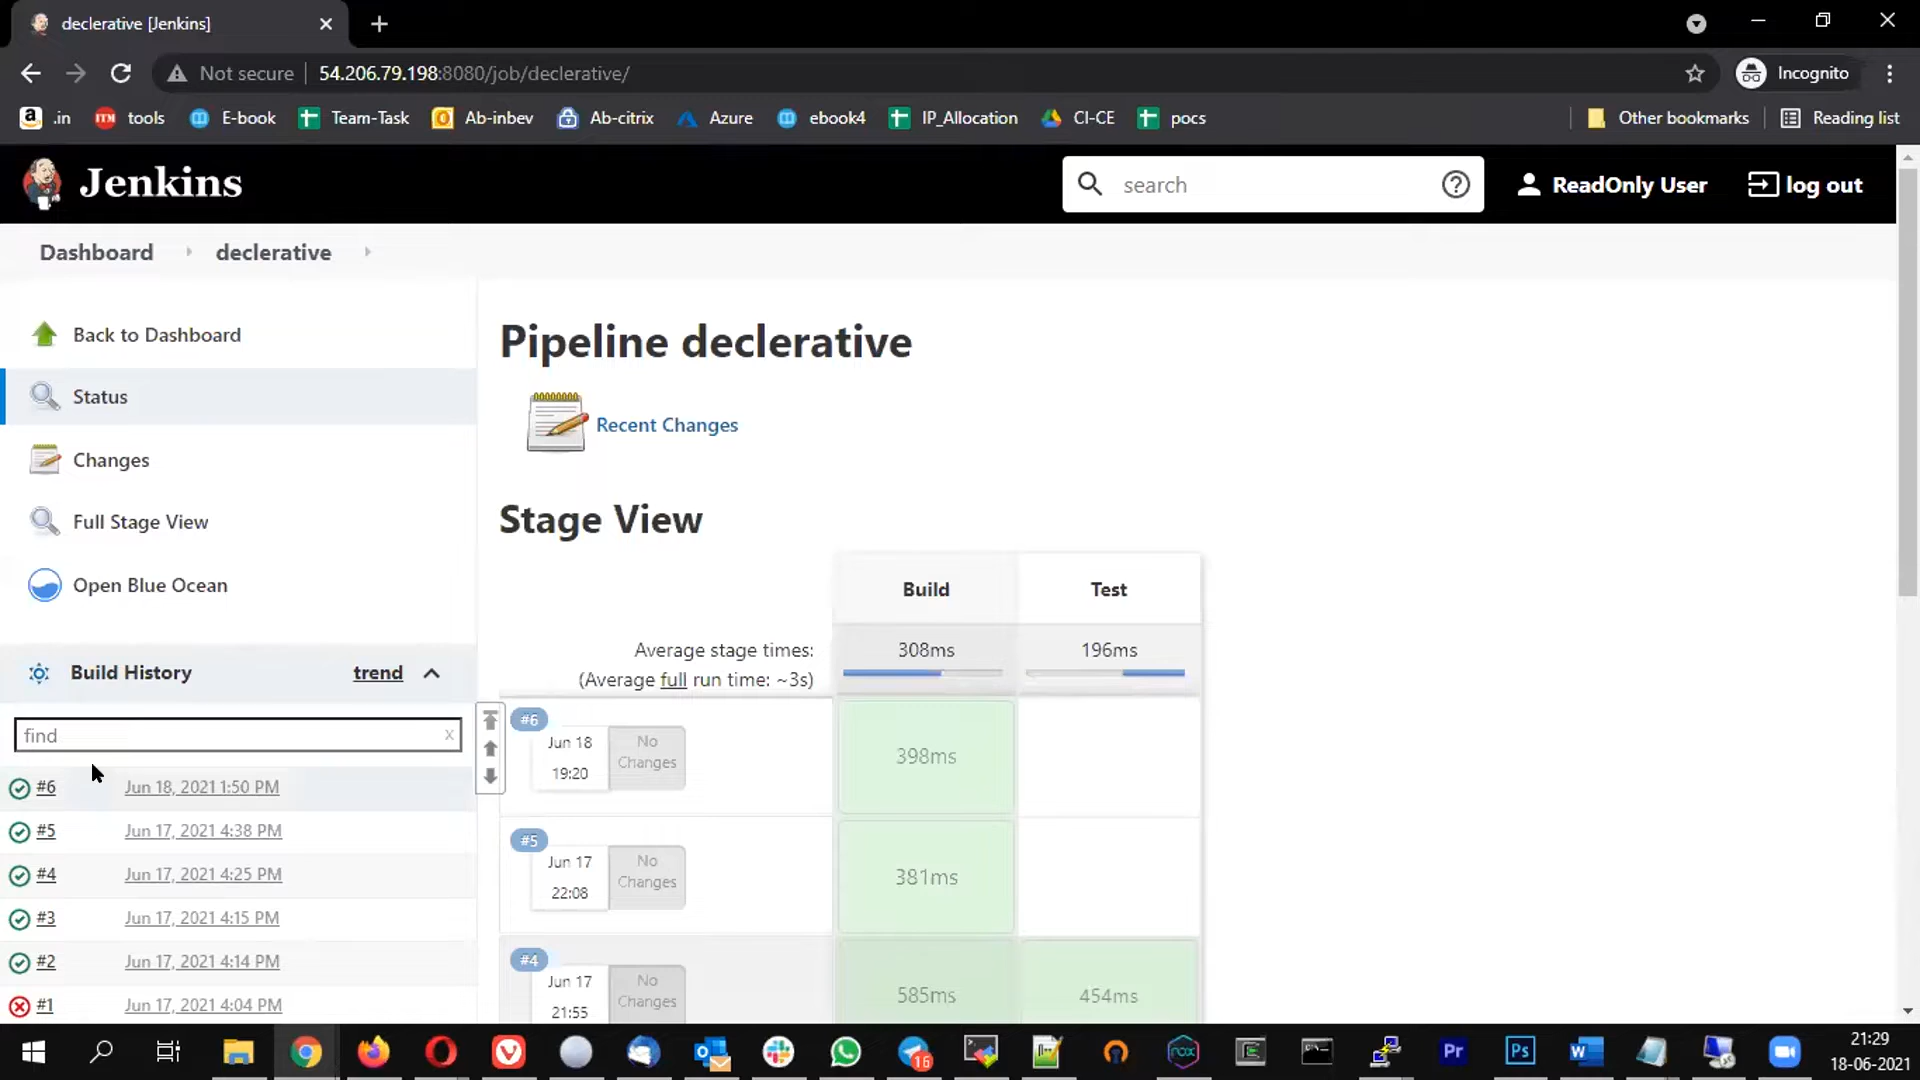 declerative [Jenkins]
Not secure
54.206.79.198:8080/job/declerative/
Incognito
.in
tools
E-book
Team-Task
Ab-inbev
Ab-citrix
Azure
ebook4
IP_Allocation
CI-CE
pocs
Other bookmarks
Reading list
Jenkins
search
ReadOnly User
log out
Dashboard
declerative
Back to Dashboard
Status
Changes
Full Stage View
Open Blue Ocean
Build History
trend
find
x
#6 Jun 18, 2021 1:50 PM
#5 Jun 17, 2021 4:38 PM
#4 Jun 17, 2021 4:25 PM
#3 Jun 17, 2021 4:15 PM
#2 Jun 17, 2021 4:14 PM
#1 Jun 17, 2021 4:04 PM
Pipeline declerative
Recent Changes
Stage View
Build
Test
Average stage times:
(Average full run time: ~3s)
308ms
196ms
#6
Jun 18
19:20
No
Changes
398ms
#5
Jun 17
22:08
No
Changes
381ms
#4
Jun 17
21:55
No
Changes
585ms
454ms
16
nox
Pr
Ps
W
21:29
18-06-2021